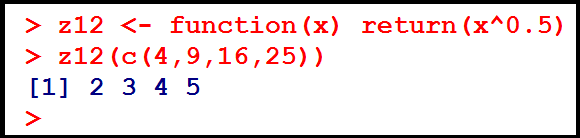 > z12 <- function(x) return(x^0.5)
> z12(c(4,9,16,25))
[1] 2 3 4 5
>